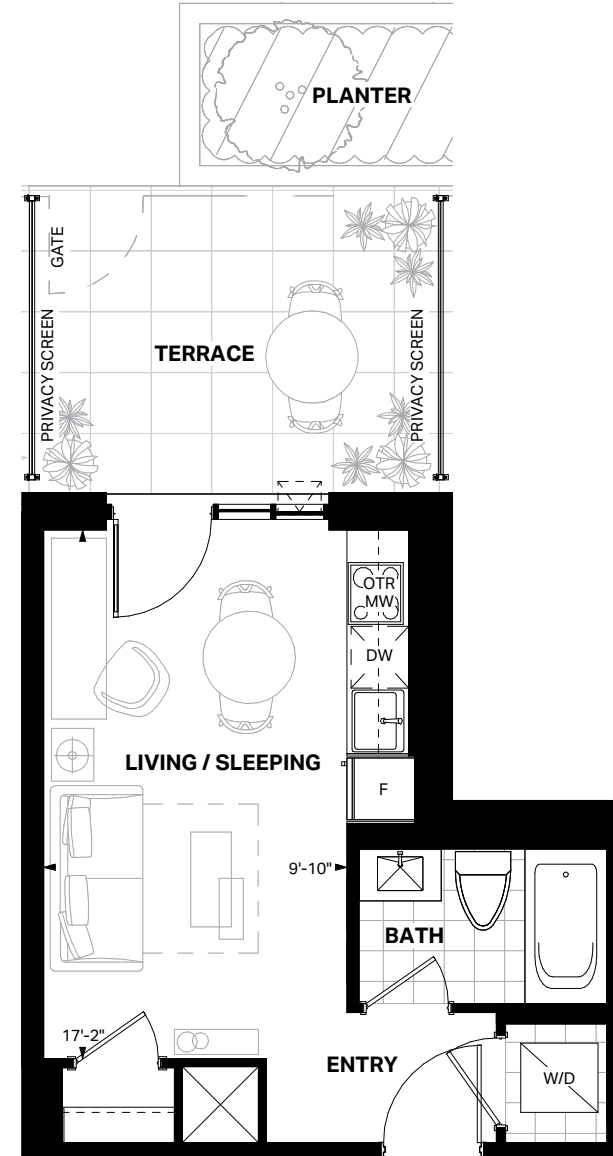 PLANTER
GATE
PRIVACY SCREEN
TERRACE
PRIVACY SCREEN
OTR
MW
DW
LIVING / SLEEPING
F
9'-10"
BATH
17'-2"
ENTRY
W/D